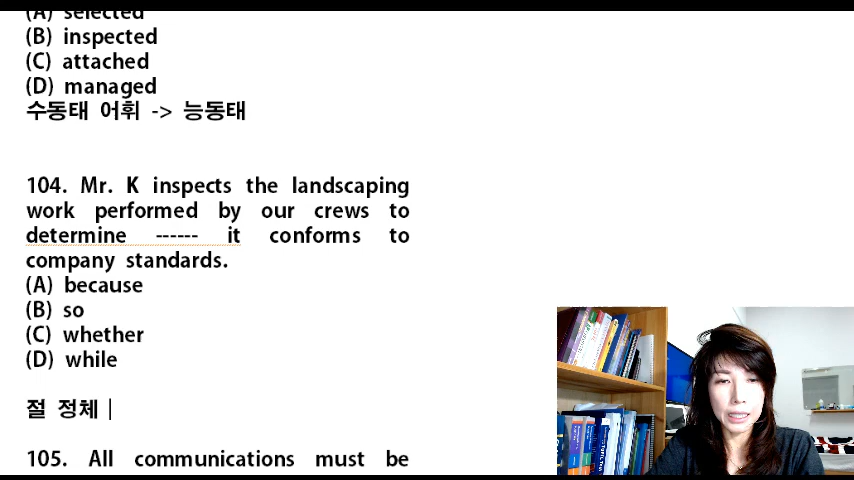 (A) selected
(B) inspected
(C) attached
(D) managed
수동태 어휘 -> 능동태
104. Mr. K inspects the landscaping
work performed by our crews to
determine ------ it conforms to
company standards.
(A) because
(B) so
(C) whether
(D) while
절 정체
105. All communications must be